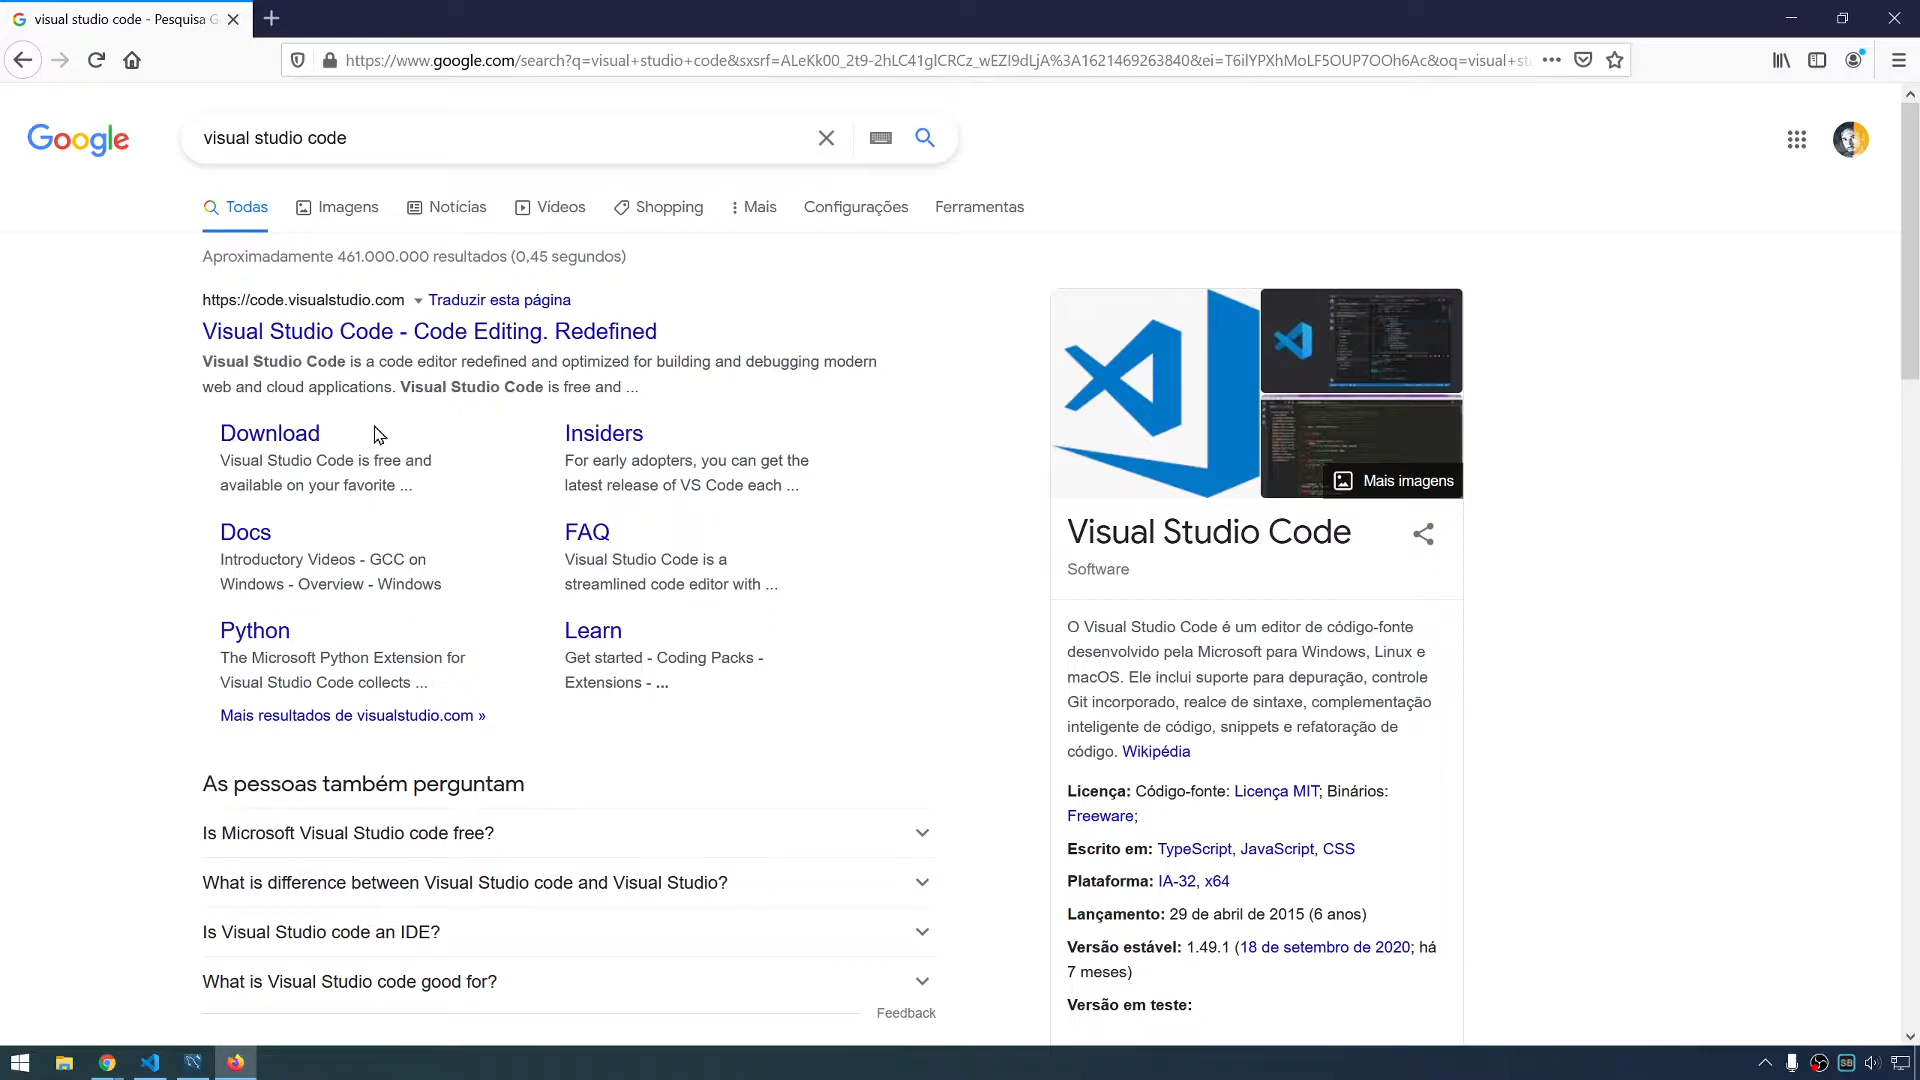 visual studio code - Pesquisa G
https://www.google.com/search?q=visual+studio+code&sxsrf=ALeKk00_2t9-2hLC41glCRCz_wEZI9dLjA%3A1621469263840&ei=T6ilYPXhMoLF5OUP7OOh6Ac&oq=visual+st
Google
visual studio code
Todas
Imagens
Notícias
Vídeos
Shopping
Mais
Configurações
Ferramentas
Aproximadamente 461.000.000 resultados (0,45 segundos)
https://code.visualstudio.com Traduzir esta página
Visual Studio Code - Code Editing. Redefined
Visual Studio Code is a code editor redefined and optimized for building and debugging modern
web and cloud applications. Visual Studio Code is free and ...
Download
Visual Studio Code is free and
available on your favorite ...
Insiders
For early adopters, you can get the
latest release of VS Code each ...
Docs
Introductory Videos - GCC on
Windows - Overview - Windows
FAQ
Visual Studio Code is a
streamlined code editor with ...
Python
The Microsoft Python Extension for
Visual Studio Code collects ...
Learn
Get started - Coding Packs -
Extensions - ...
Mais resultados de visualstudio.com »
As pessoas também perguntam
Is Microsoft Visual Studio code free?
What is difference between Visual Studio code and Visual Studio?
Is Visual Studio code an IDE?
What is Visual Studio code good for?
Feedback
Mais imagens
Visual Studio Code
Software
O Visual Studio Code é um editor de código-fonte
desenvolvido pela Microsoft para Windows, Linux e
macOS. Ele inclui suporte para depuração, controle
Git incorporado, realce de sintaxe, complementação
inteligente de código, snippets e refatoração de
código. Wikipédia
Licença: Código-fonte: Licença MIT; Binários:
Freeware;
Escrito em: TypeScript, JavaScript, CSS
Plataforma: IA-32, x64
Lançamento: 29 de abril de 2015 (6 anos)
Versão estável: 1.49.1 (18 de setembro de 2020; há
7 meses)
Versão em teste: